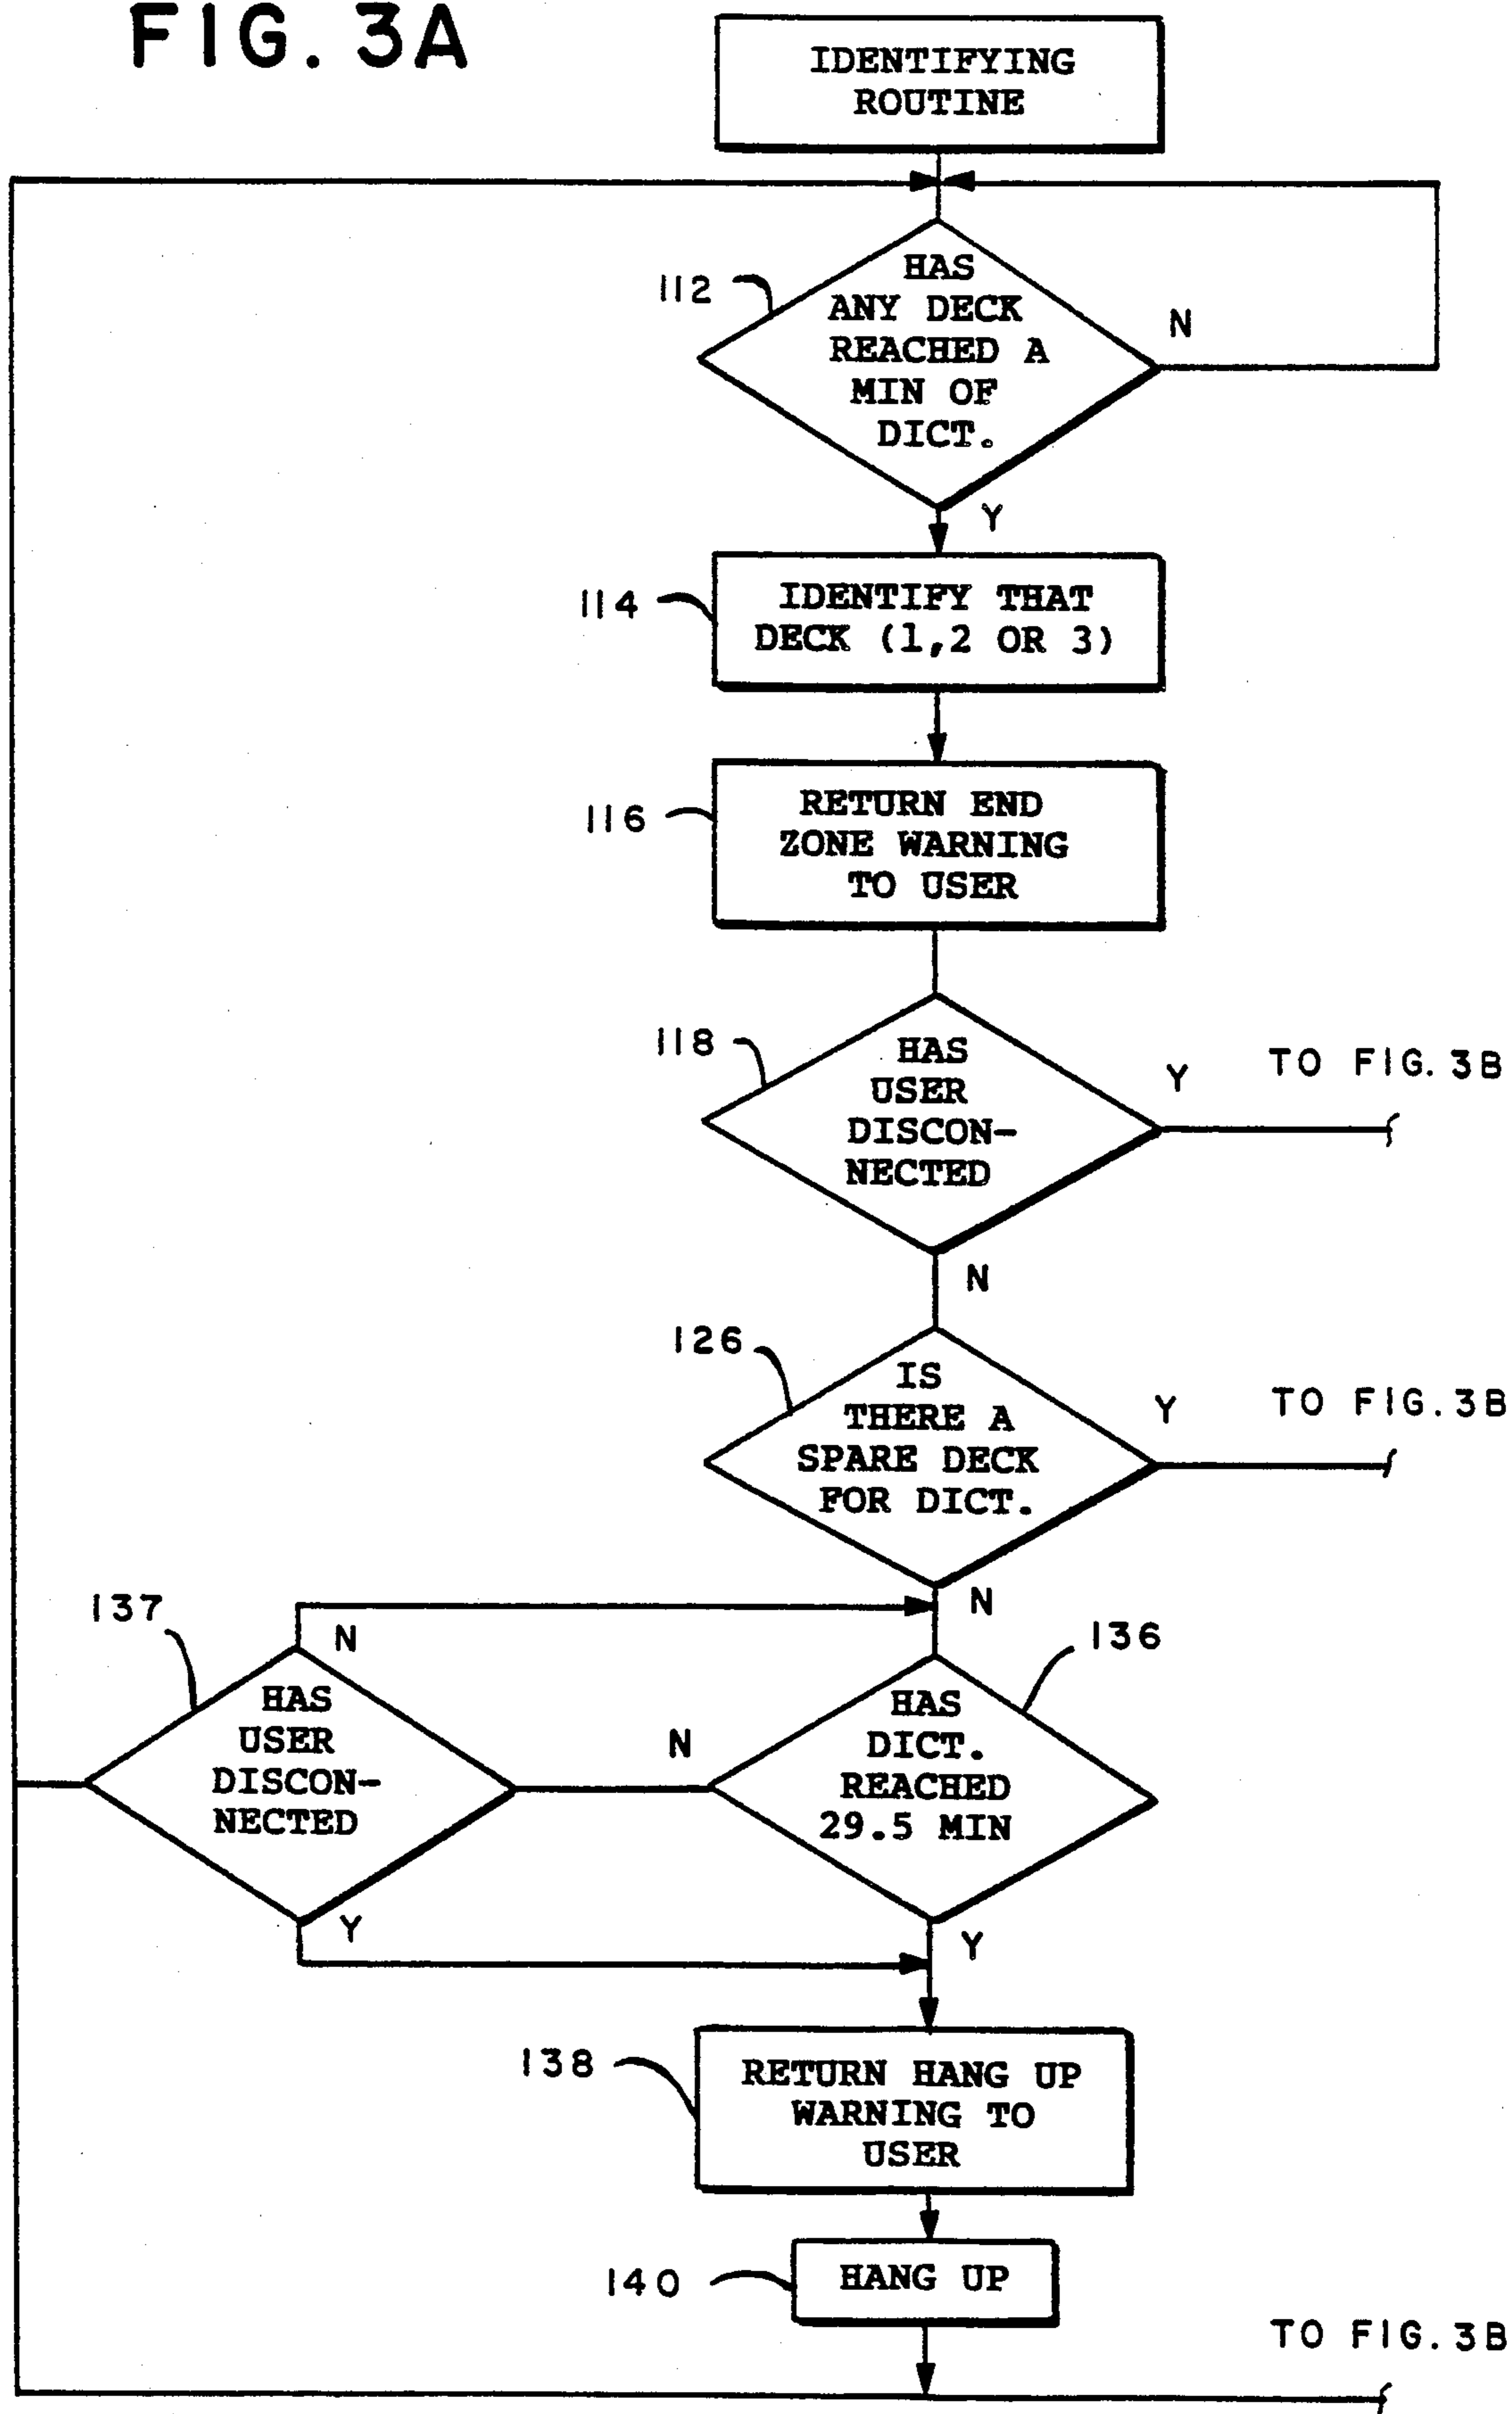 FIG. 3A
IDENTIFYING
ROUTINE
112
HAS
ANY DECK
REACHED A
MIN OF
DICT.
N
Y
114
IDENTIFY THAT
DECK (1,2 OR 3)
116
RETURN END
ZONE WARNING
TO USER
118
HAS
USER
DISCON-
NECTED
Y
TO FIG. 3B
N
126
IS
THERE A
SPARE DECK
FOR DICT.
Y
TO FIG. 3B
N
137
N
HAS
USER
DISCON-
NECTED
Y
N
136
HAS
DICT.
REACHED
29.5 MIN
Y
138
RETURN HANG UP
WARNING TO
USER
140
HANG UP
TO FIG. 3B